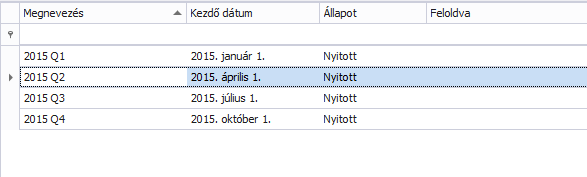 Megnevezés Kezdő dátum Állapot Feloldva
2015 Q1 2015. január 1. Nyitott
2015 Q2 2015. április 1. Nyitott
2015 Q3 2015. július 1. Nyitott
2015 Q4 2015. október 1. Nyitott